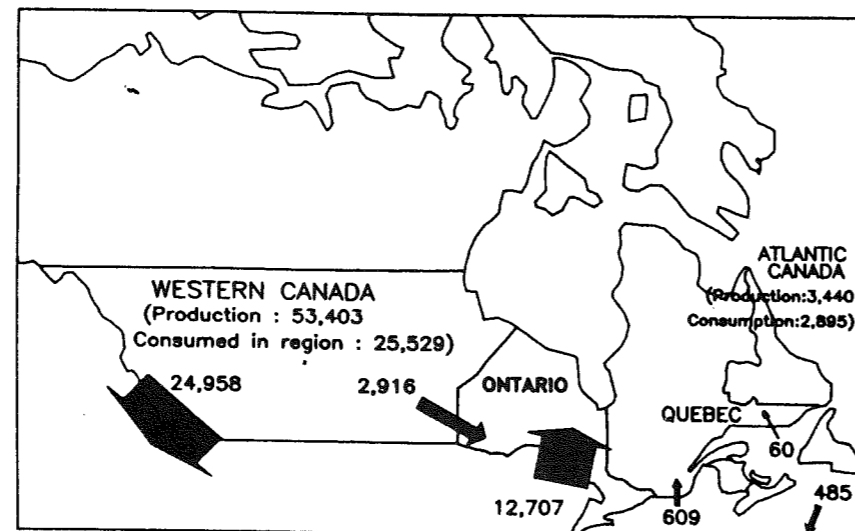 ATLANTIC
CANADA
(Production:3,440
Consumption:2,895)
WESTERN CANADA
(Production : 53,403
Consumed in region : 25,529)
24,958
2,916
ONTARIO
QUEBEC
60
485
12,707
609